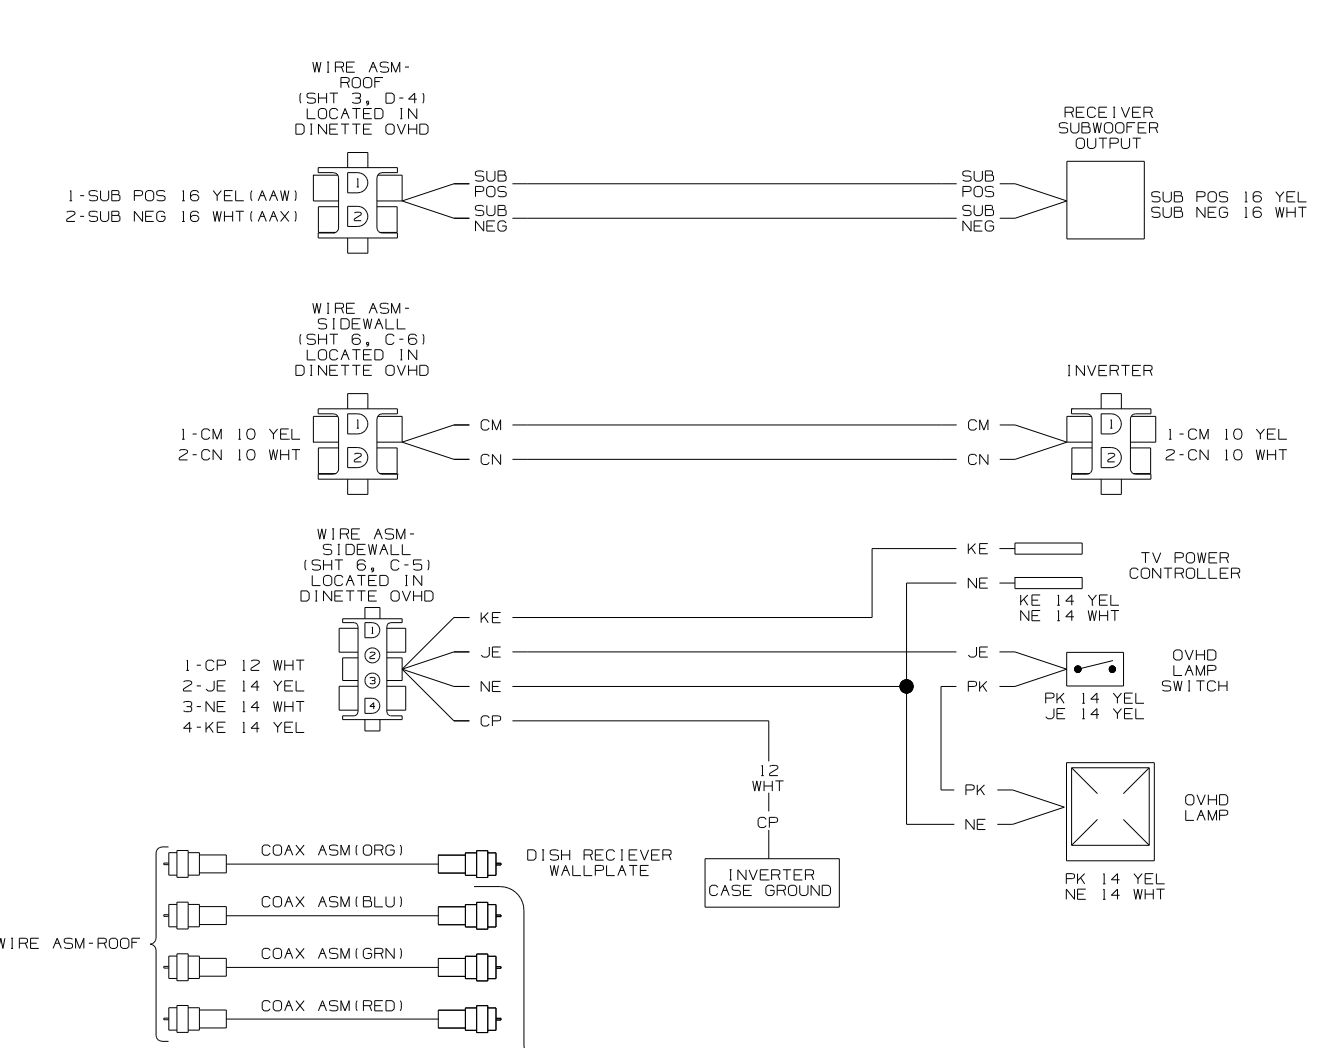 WIRE ASM-
ROOF
(SHT 3, D-4)
LOCATED IN
DINETTE OVHD
RECEIVER
SUBWOOFER
OUTPUT
1
2
1-SUB POS 16 YEL(AAW)
2-SUB NEG 16 WHT(AAX)
SUB
POS
SUB
NEG
SUB
POS
SUB
NEG
SUB POS 16 YEL
SUB NEG 16 WHT
WIRE ASM-
SIDEWALL
(SHT 6, C-6)
LOCATED IN
DINETTE OVHD
INVERTER
1
2
1-CM 10 YEL
2-CN 10 WHT
CM
CN
CM
CN
1
2
1-CM 10 YEL
2-CN 10 WHT
WIRE ASM-
SIDEWALL
(SHT 6, C-5)
LOCATED IN
DINETTE OVHD
1
2
3
4
1-CP 12 WHT
2-JE 14 YEL
3-NE 14 WHT
4-KE 14 YEL
KE
JE
NE
CP
KE
NE
TV POWER
CONTROLLER
KE 14 YEL
NE 14 WHT
JE
PK
OVHD
LAMP
SWITCH
PK 14 YEL
JE 14 YEL
12
WHT
CP
INVERTER
CASE GROUND
PK
NE
OVHD
LAMP
PK 14 YEL
NE 14 WHT
WIRE ASM-ROOF
COAX ASM(ORG)
DISH RECIEVER
WALLPLATE
COAX ASM(BLU)
COAX ASM(GRN)
COAX ASM(RED)